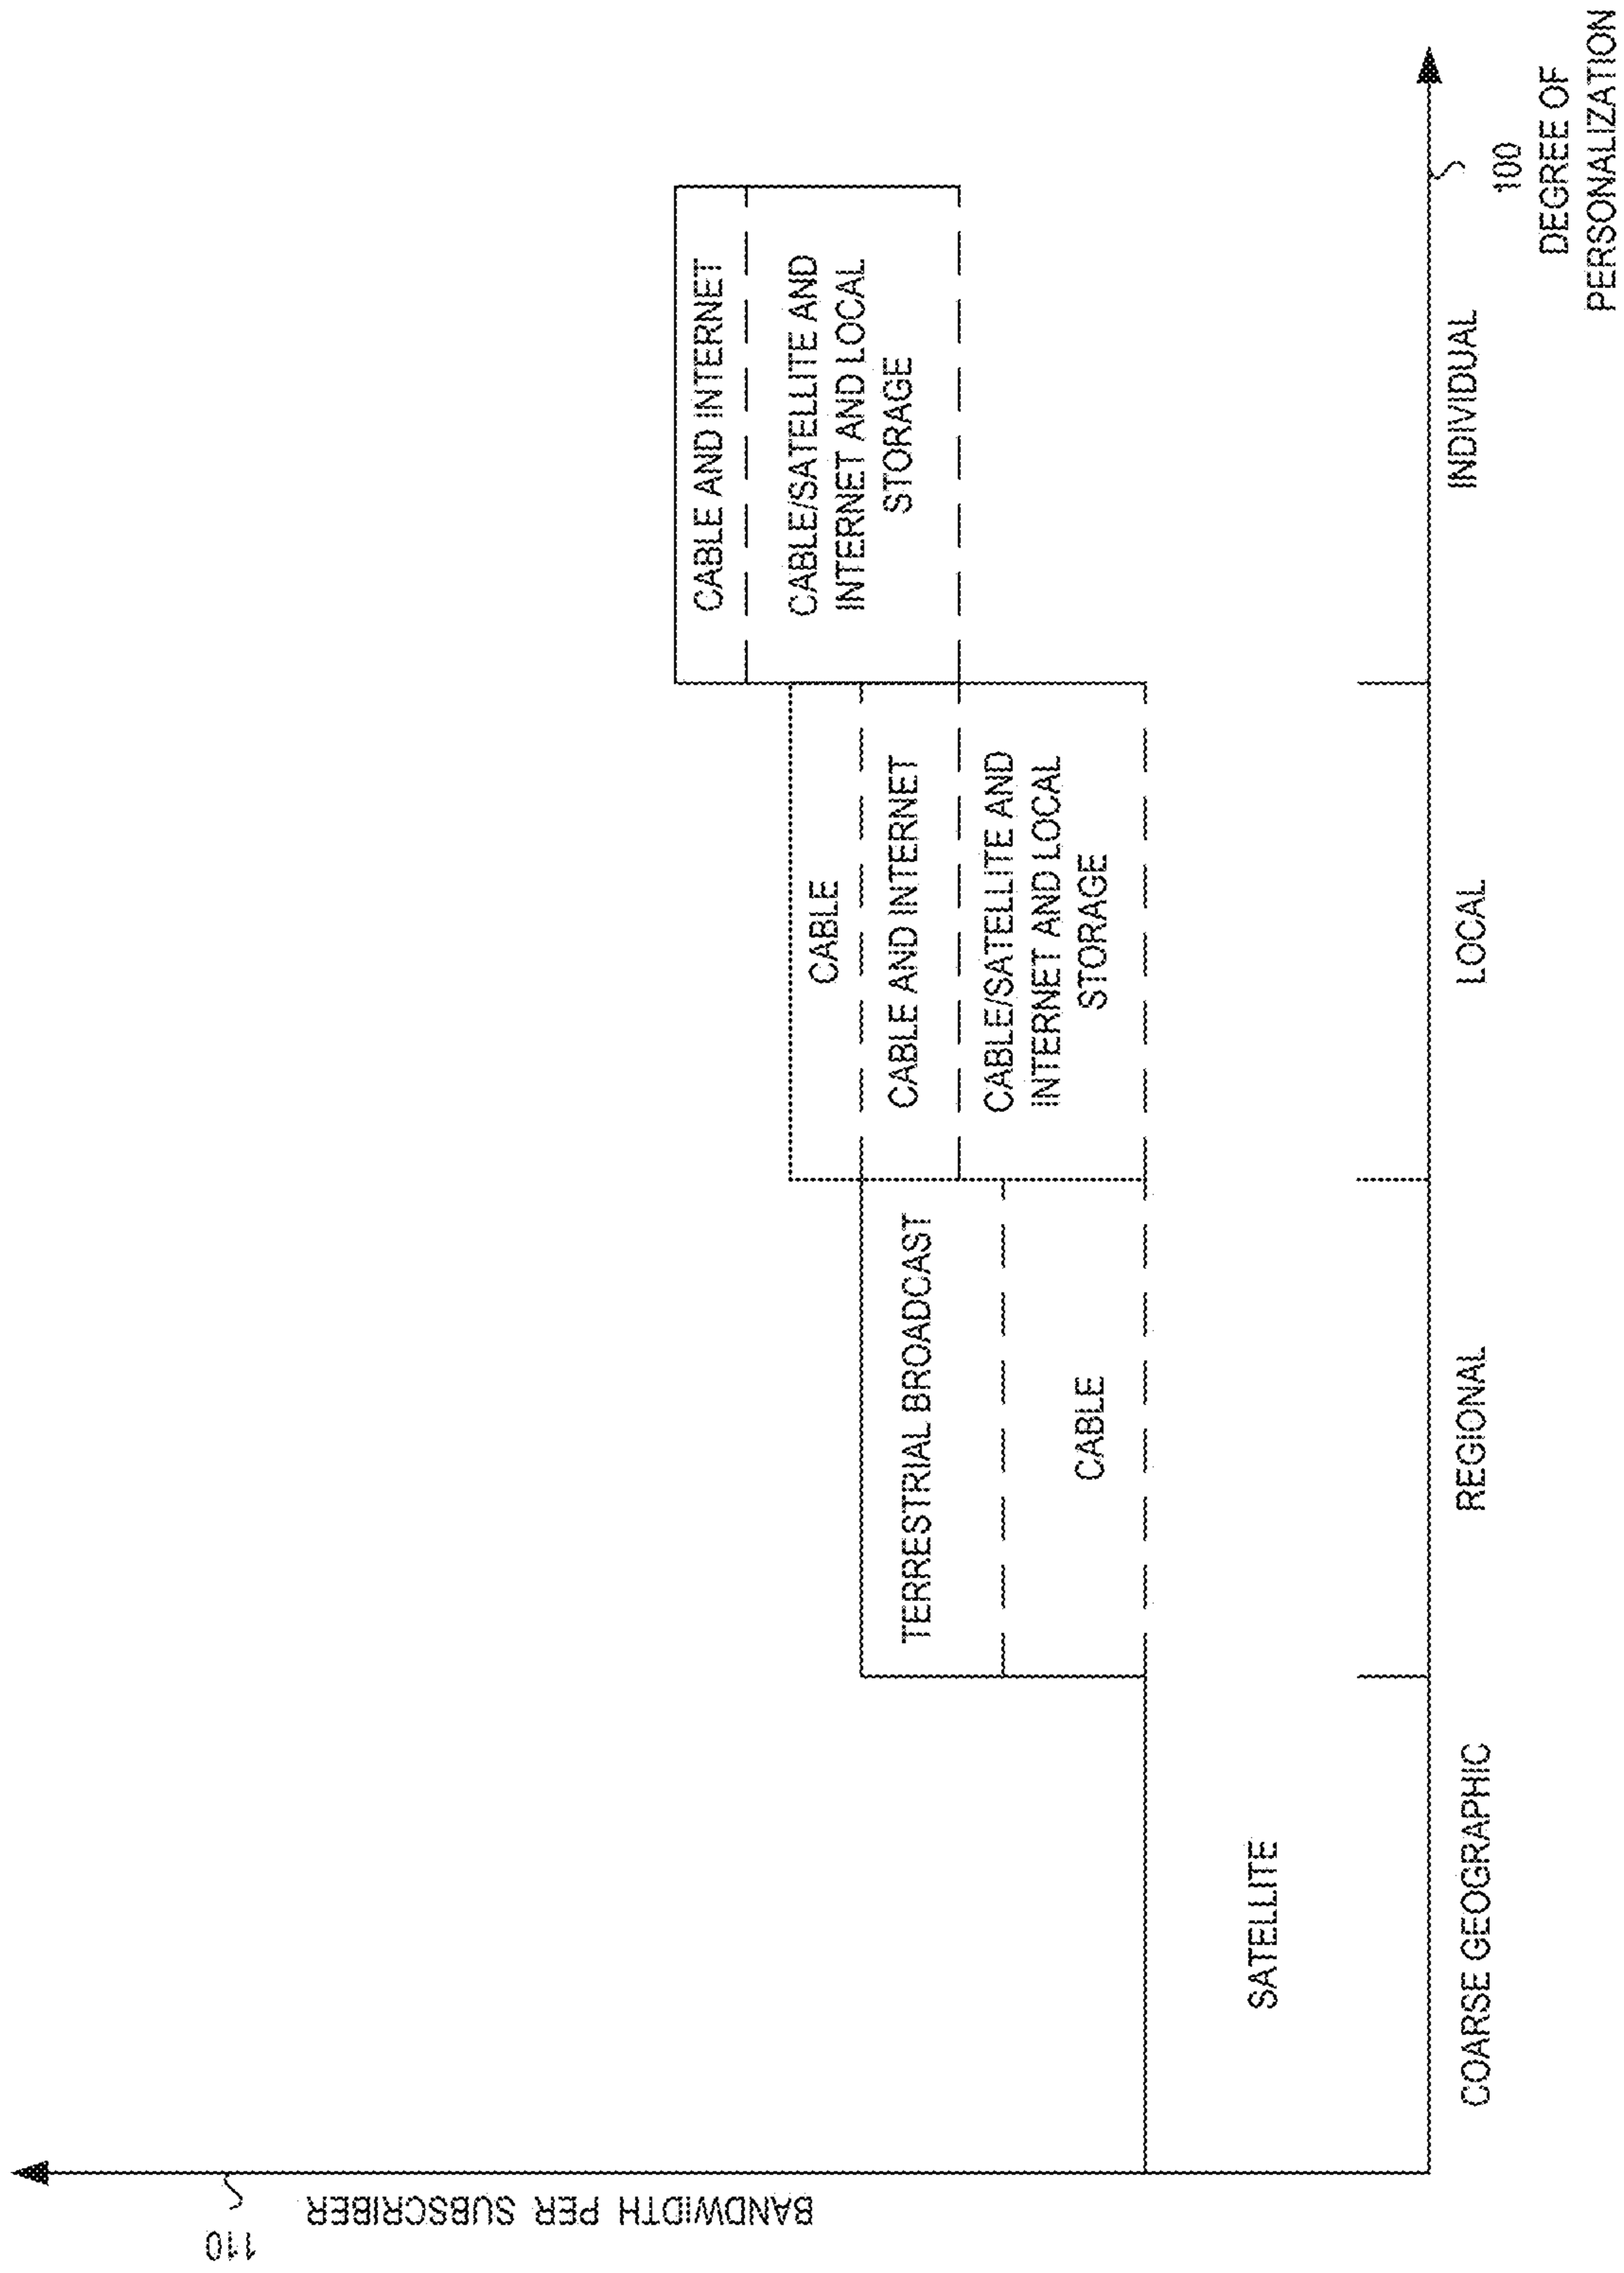 110
BANDWIDTH PER SUBSCRIBER
CABLE AND INTERNET
CABLE/SATELLITE AND
INTERNET AND LOCAL
STORAGE
CABLE
CABLE AND INTERNET
CABLE/SATELLITE AND
INTERNET AND LOCAL
STORAGE
TERRESTRIAL BROADCAST
CABLE
SATELLITE
COARSE GEOGRAPHIC
REGIONAL
LOCAL
INDIVIDUAL
100
DEGREE OF
PERSONALIZATION